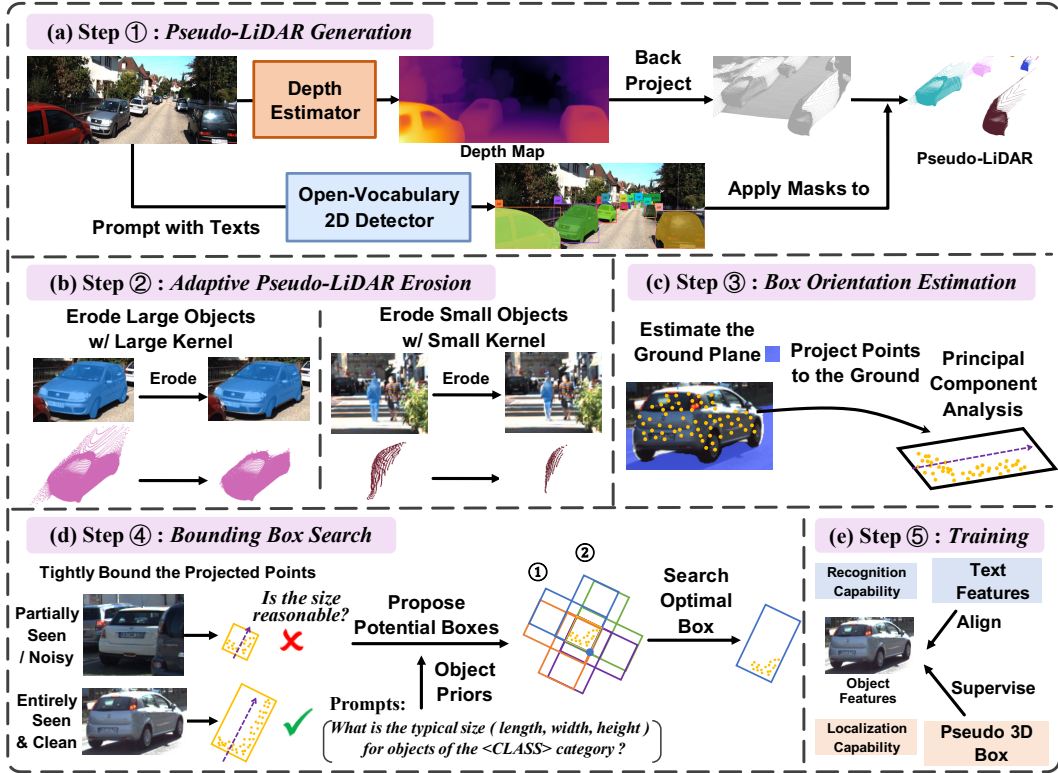 (a) Step ① : Pseudo-LiDAR Generation
Depth
Estimator
Depth Map
Back
Project
Pseudo-LiDAR
Prompt with Texts
Open-Vocabulary
2D Detector
Apply Masks to
(b) Step ② : Adaptive Pseudo-LiDAR Erosion
Erode Large Objects
w/ Large Kernel
Erode
Erode Small Objects
w/ Small Kernel
Erode
(c) Step ③ : Box Orientation Estimation
Estimate the
Ground Plane
Project Points
to the Ground
Principal
Component
Analysis
(d) Step ④ : Bounding Box Search
Tightly Bound the Projected Points
Partially
Seen
/ Noisy
Is the size
reasonable?
Entirely
Seen
& Clean
Propose
Potential Boxes
Object
Priors
Prompts:
What is the typical size ( length, width, height )
for objects of the <CLASS> category ?
①
②
Search
Optimal
Box
(e) Step ⑤ : Training
Recognition
Capability
Text
Features
Align
Object
Features
Supervise
Localization
Capability
Pseudo 3D
Box